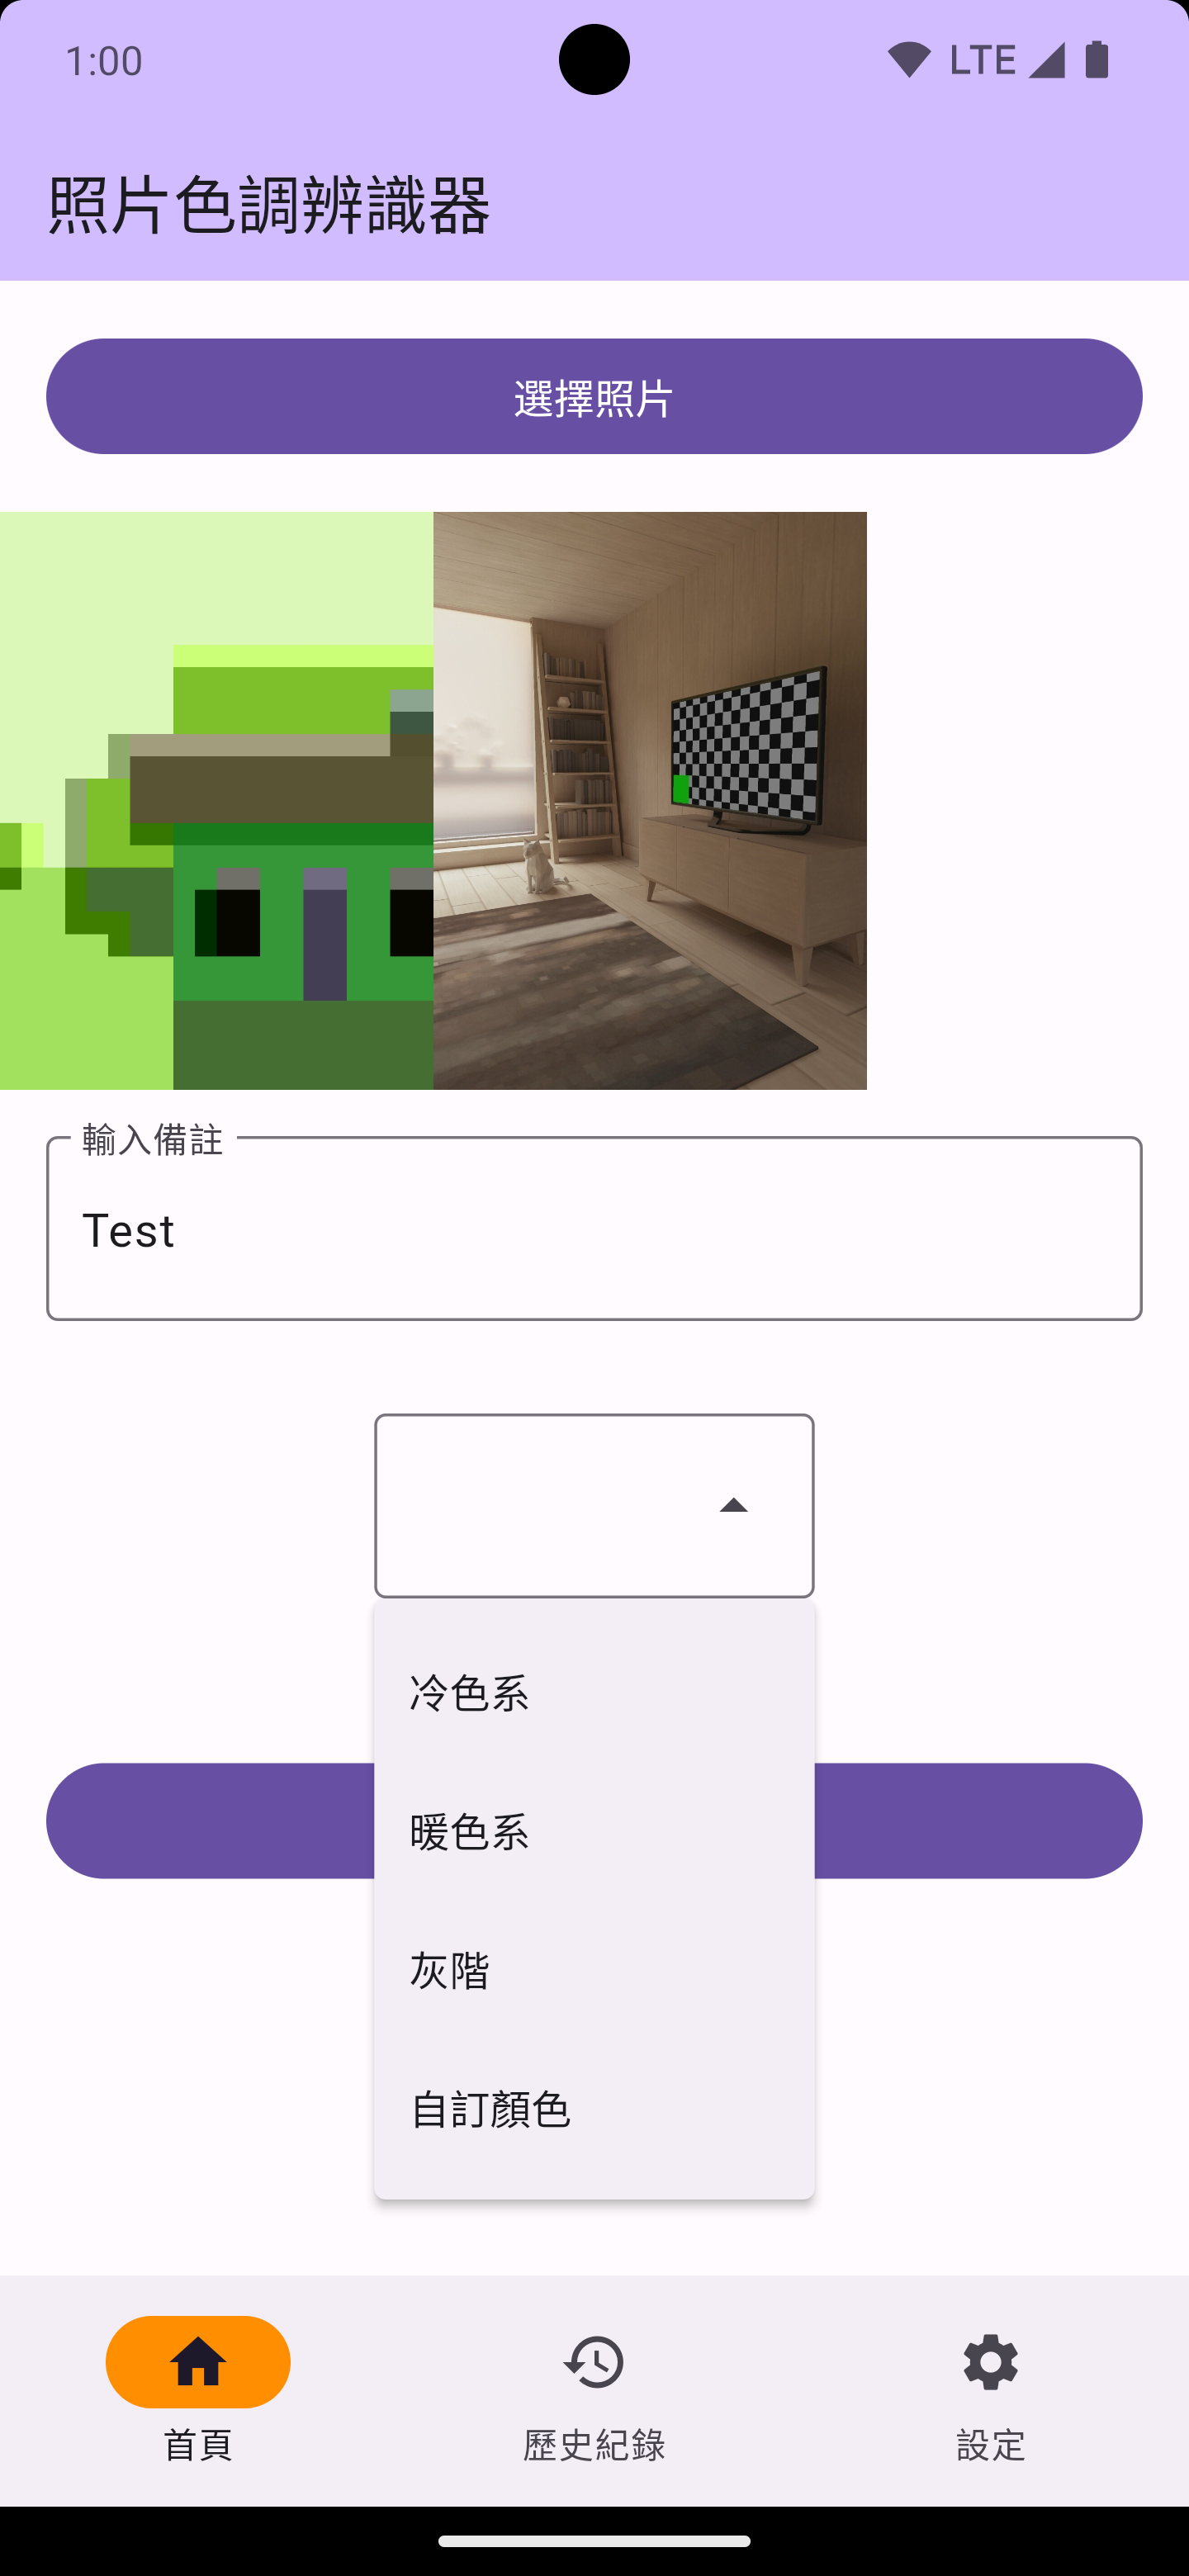 1:00
LTE
照片色調辨識器
選擇照片
輸入備註
Test
冷色系
暖色系
灰階
自訂顏色
首頁
歷史紀錄
設定